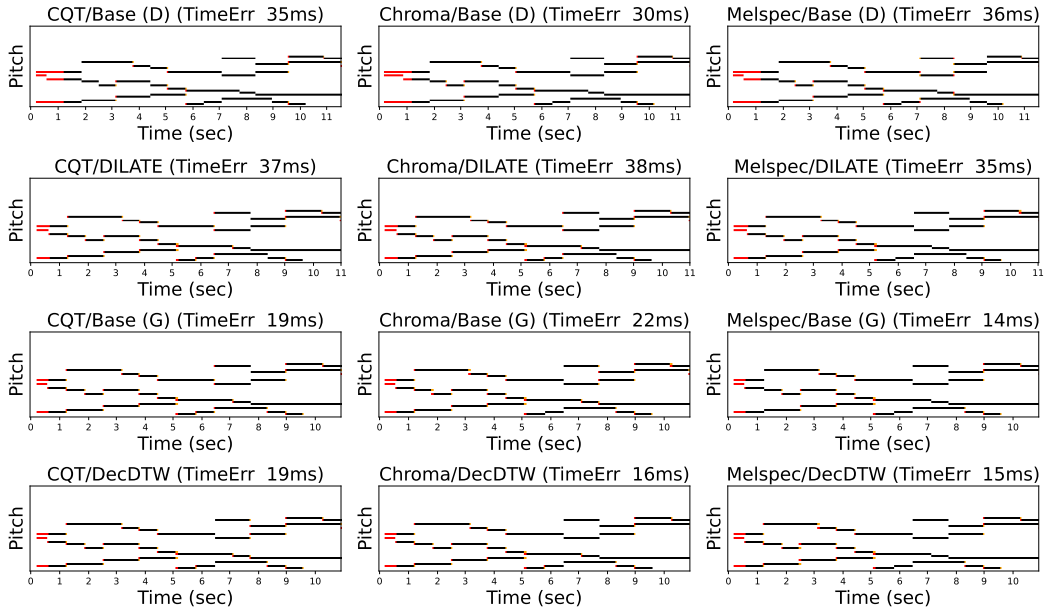 CQT/Base (D) (TimeErr 35ms)
Chroma/Base (D) (TimeErr 30ms)
Melspec/Base (D) (TimeErr 36ms)
Pitch
Pitch
Pitch
0 1 2 3 4 5 6 7 8 9 10 11
0 1 2 3 4 5 6 7 8 9 10 11
0 1 2 3 4 5 6 7 8 9 10 11
Time (sec)
Time (sec)
Time (sec)
CQT/DILATE (TimeErr 37ms)
Chroma/DILATE (TimeErr 38ms)
Melspec/DILATE (TimeErr 35ms)
Pitch
Pitch
Pitch
0 1 2 3 4 5 6 7 8 9 10 11
0 1 2 3 4 5 6 7 8 9 10 11
0 1 2 3 4 5 6 7 8 9 10 11
Time (sec)
Time (sec)
Time (sec)
CQT/Base (G) (TimeErr 19ms)
Chroma/Base (G) (TimeErr 22ms)
Melspec/Base (G) (TimeErr 14ms)
Pitch
Pitch
Pitch
0 1 2 3 4 5 6 7 8 9 10
0 1 2 3 4 5 6 7 8 9 10
0 1 2 3 4 5 6 7 8 9 10
Time (sec)
Time (sec)
Time (sec)
CQT/DecDTW (TimeErr 19ms)
Chroma/DecDTW (TimeErr 16ms)
Melspec/DecDTW (TimeErr 15ms)
Pitch
Pitch
Pitch
0 1 2 3 4 5 6 7 8 9 10
0 1 2 3 4 5 6 7 8 9 10
0 1 2 3 4 5 6 7 8 9 10
Time (sec)
Time (sec)
Time (sec)